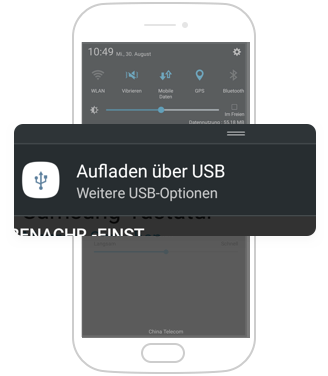 10:49 Mi., 30. August
WLAN Vibrieren Mobile Daten GPS Bluetooth
Im Freien
Datennutzung : 55,18 MB
Aufladen über USB
Weitere USB-Optionen
Samsung-Tastatur
BENACHR.-EINST.
China Telecom